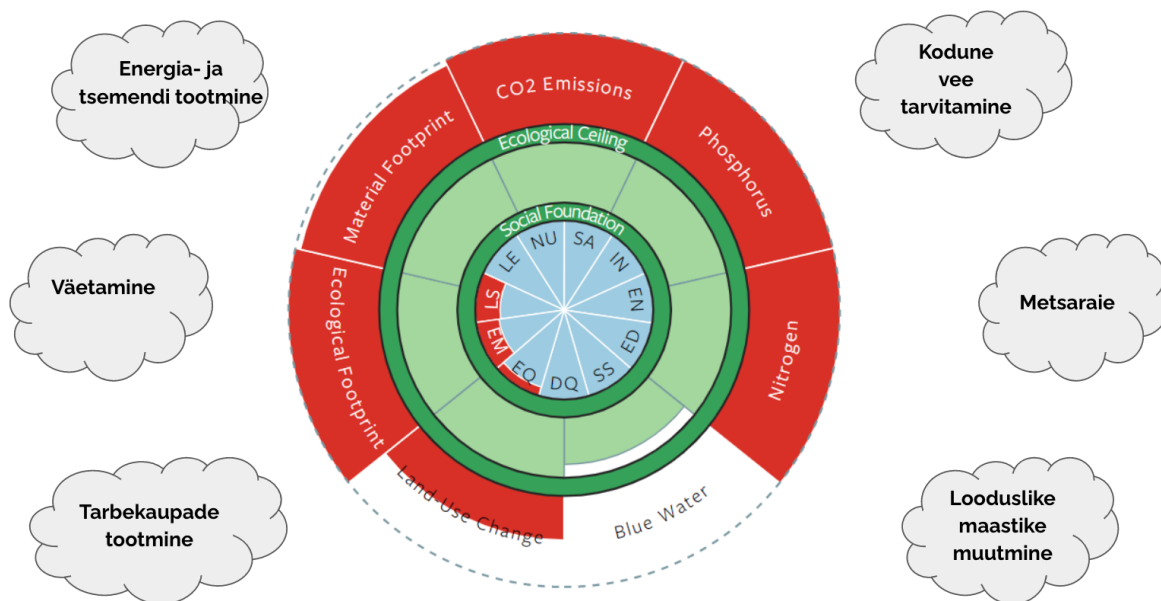 Energia- ja
tsemendi tootmine
Kodune
vee
tarvitamine
Väetamine
Metsaraie
Tarbekaupade
tootmine
Looduslike
maastike
muutmine
CO2 Emissions
Phosphorus
Nitrogen
Blue Water
Land-Use Change
Ecological Footprint
Material Footprint
Ecological Ceiling
Social Foundation
SA
IN
EN
ED
SS
DQ
EQ
EM
LS
LE
NU